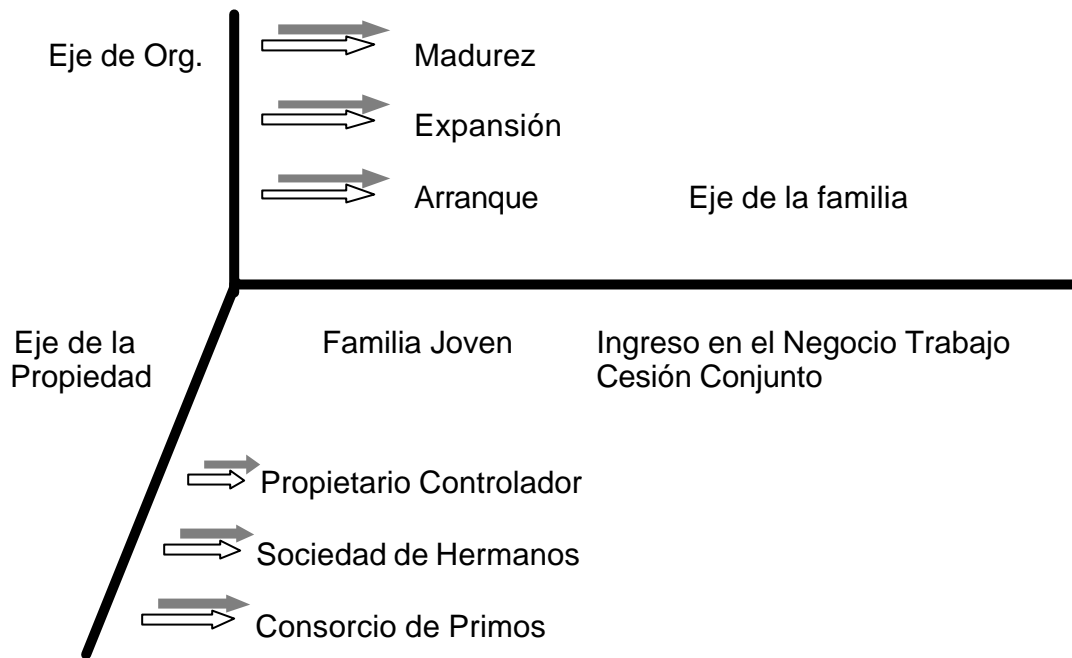 Eje de Org.
Madurez
Expansión
Arranque
Eje de la familia
Eje de la
Propiedad
Familia Joven
Ingreso en el Negocio Trabajo
Cesión Conjunto
Propietario Controlador
Sociedad de Hermanos
Consorcio de Primos